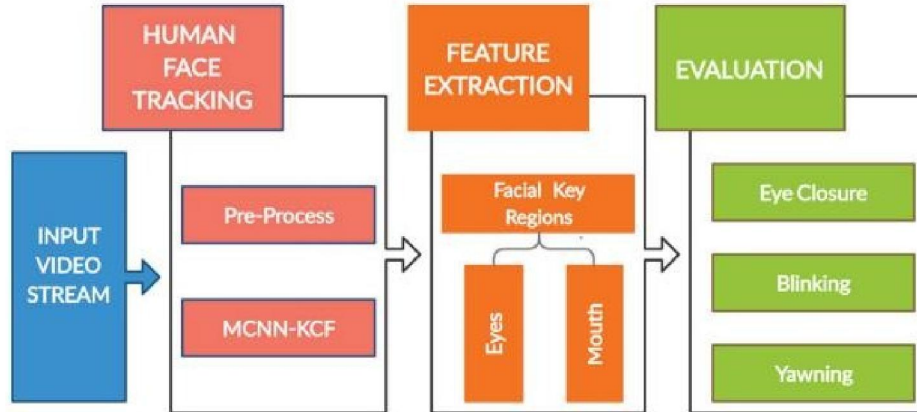 HUMAN
FACE
TRACKING
FEATURE
EXTRACTION
EVALUATION
INPUT
VIDEO
STREAM
Pre-Process
MCNN-KCF
Facial Key
Regions
Eyes
Mouth
Eye Closure
Blinking
Yawning